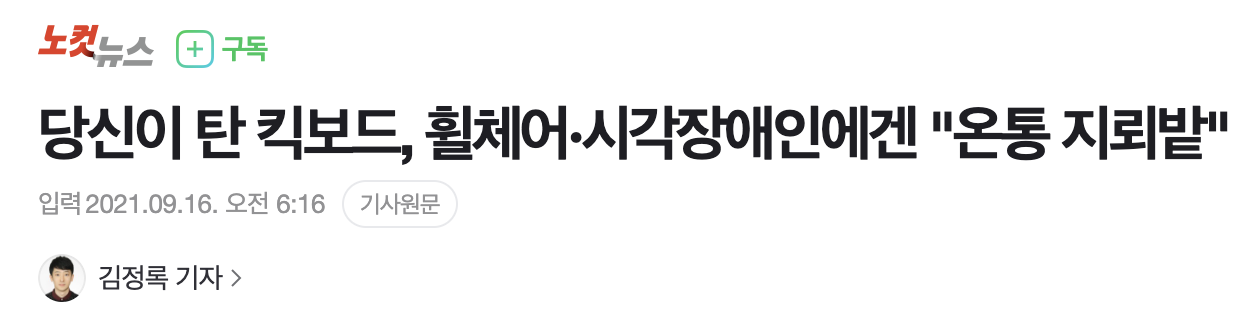 노컷뉴스 + 구독
당신이 탄 킥보드, 휠체어·시각장애인에겐 "온통 지뢰밭"
입력 2021.09.16. 오전 6:16 기사원문
김정록 기자 >